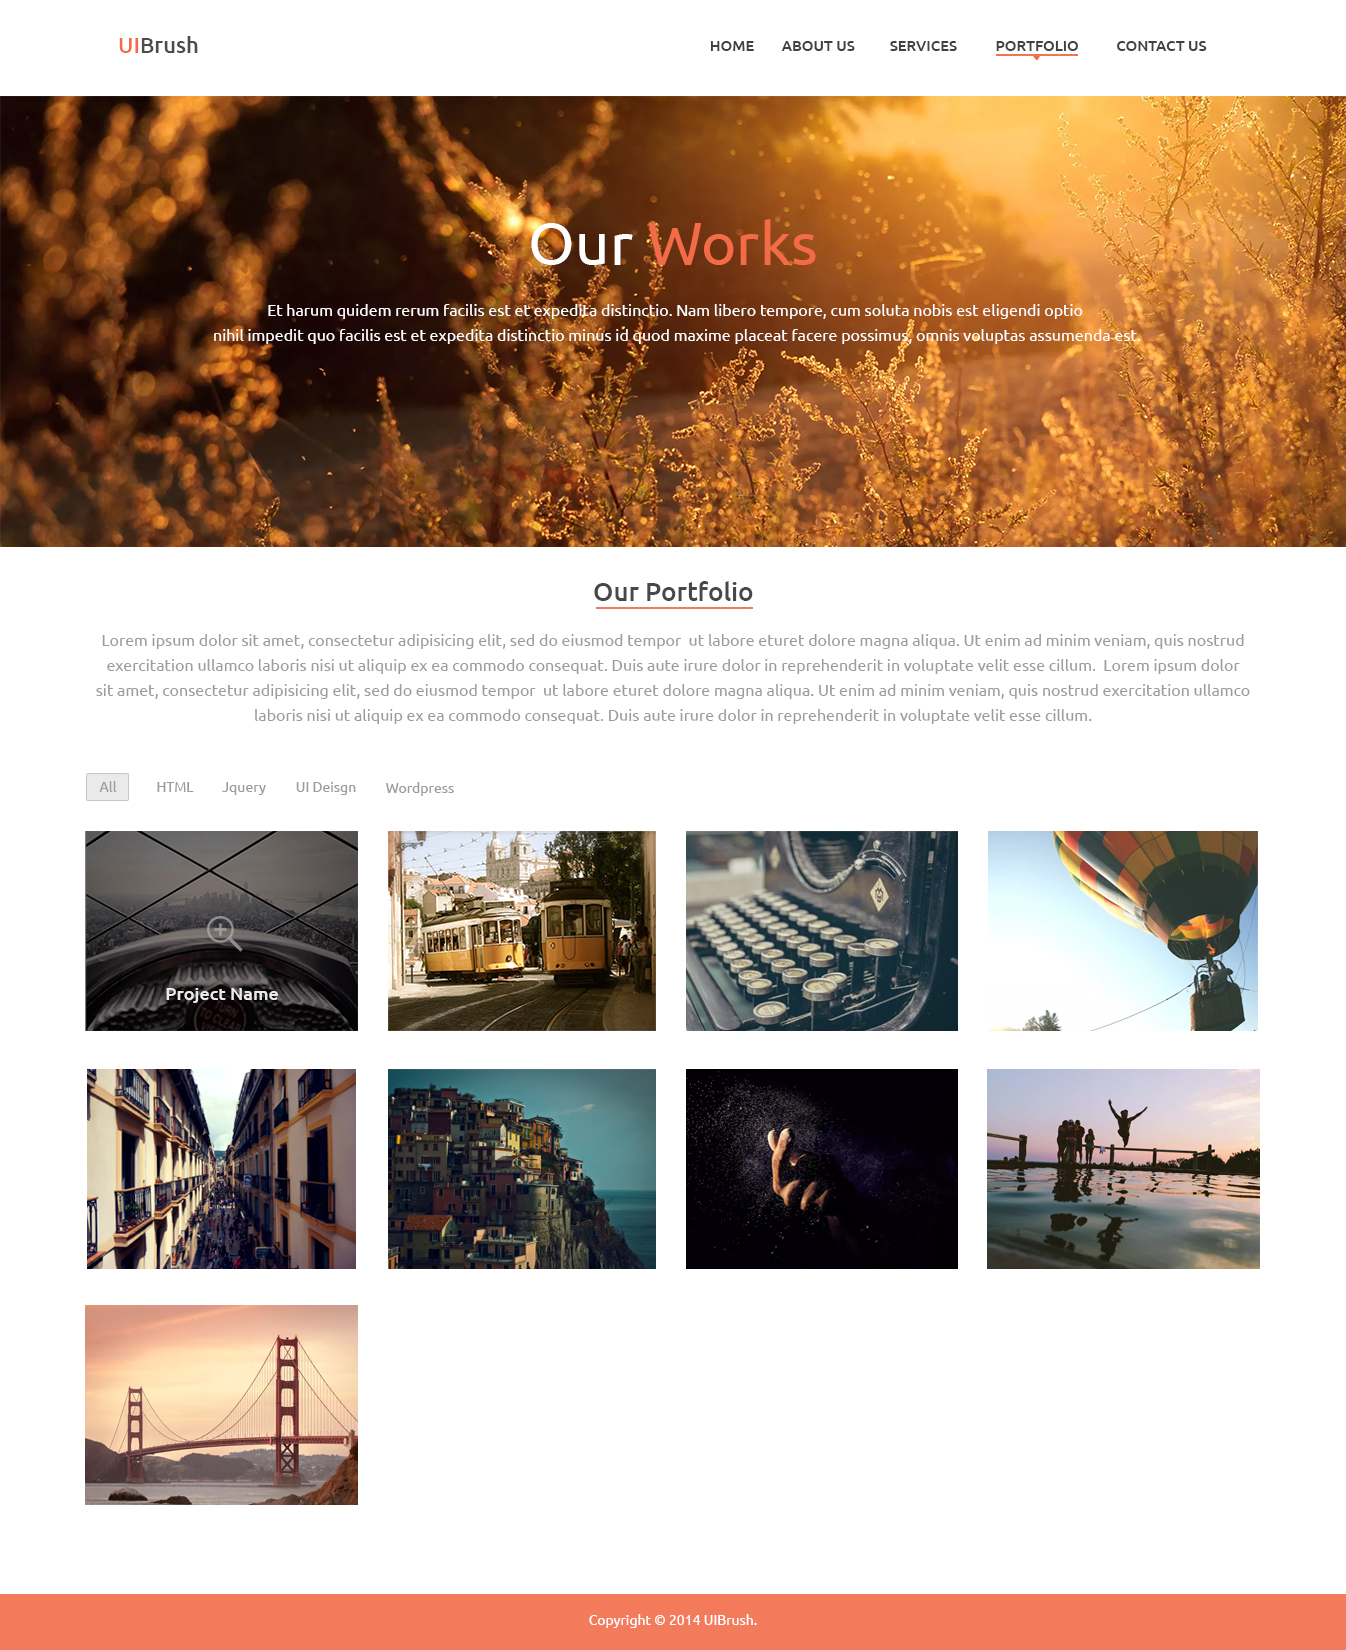 UIBrush
HOME ABOUT US SERVICES PORTFOLIO CONTACT US
Our Works
Et harum quidem rerum facilis est et expedita distinctio. Nam libero tempore, cum soluta nobis est eligendi optio
nihil impedit quo facilis est et expedita distinctio minus id quod maxime placeat facere possimus, omnis voluptas assumenda est.
Our Portfolio
Lorem ipsum dolor sit amet, consectetur adipisicing elit, sed do eiusmod tempor  ut labore eturet dolore magna aliqua. Ut enim ad minim veniam, quis nostrud
exercitation ullamco laboris nisi ut aliquip ex ea commodo consequat. Duis aute irure dolor in reprehenderit in voluptate velit esse cillum.  Lorem ipsum dolor
sit amet, consectetur adipisicing elit, sed do eiusmod tempor  ut labore eturet dolore magna aliqua. Ut enim ad minim veniam, quis nostrud exercitation ullamco
laboris nisi ut aliquip ex ea commodo consequat. Duis aute irure dolor in reprehenderit in voluptate velit esse cillum.
All HTML Jquery UI Deisgn Wordpress
Project Name
TURN
TO CLEAR
Copyright © 2014 UIBrush.